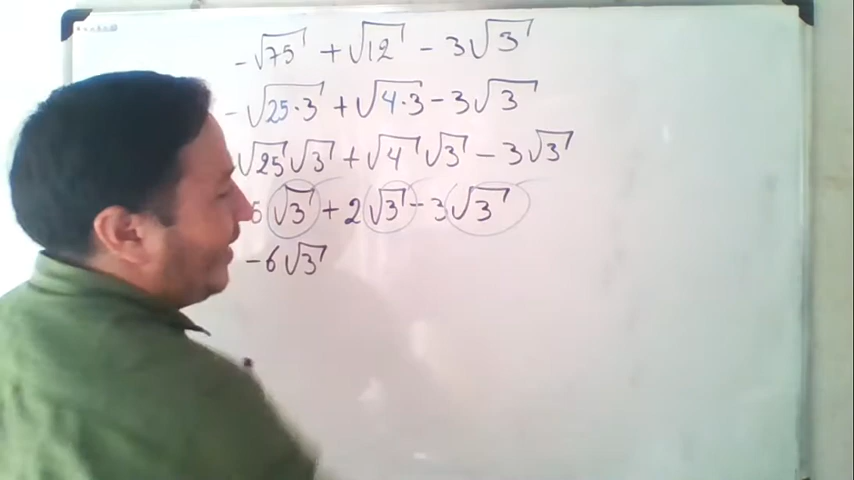 -√75 + √12 - 3√3
-√25·3 + √4·3 - 3√3
√25 √3 + √4 √3 - 3√3
5√3 + 2√3 - 3√3
-6√3